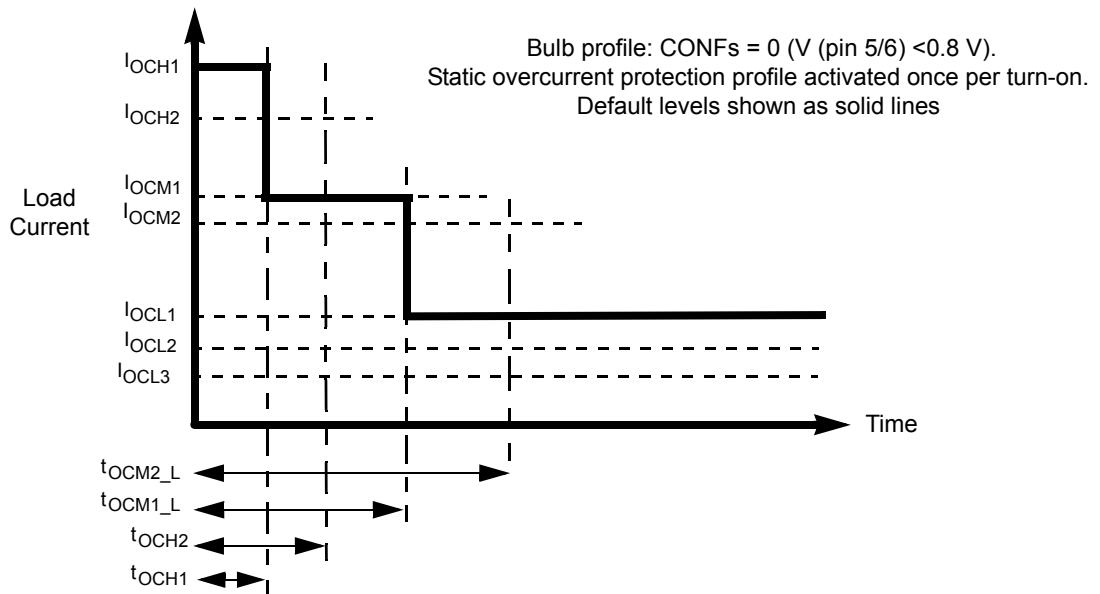 Bulb profile: CONFs = 0 (V (pin 5/6) <0.8 V).
Static overcurrent protection profile activated once per turn-on.
Default levels shown as solid lines
IOCH1
IOCH2
IOCM1
Load
Current
IOCM2
IOCL1
IOCL2
IOCL3
Time
tOCM2_L
tOCM1_L
tOCH2
tOCH1